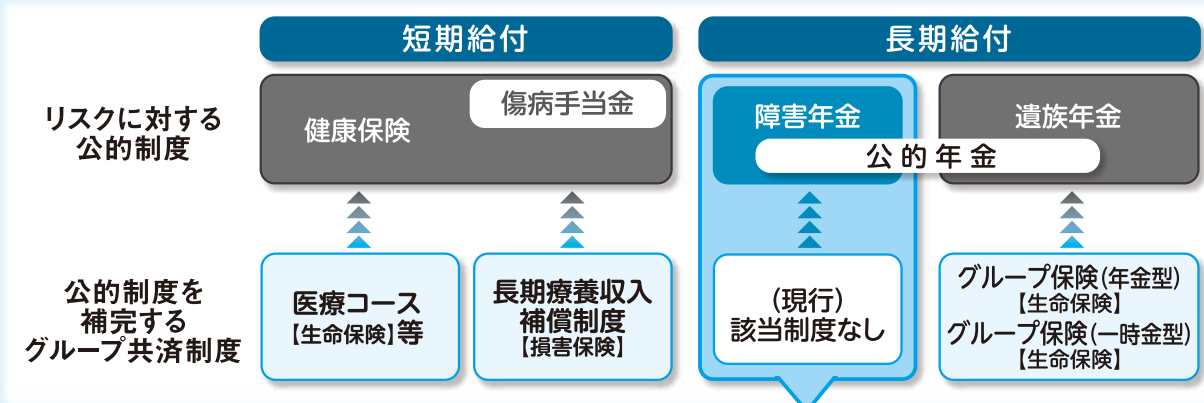 短期給付
長期給付
リスクに対する
公的制度
健康保険
傷病手当金
障害年金
遺族年金
公的年金
公的制度を
補完する
グループ共済制度
医療コース
【生命保険】等
長期療養収入
補償制度
【損害保険】
(現行)
該当制度なし
グループ保険(年金型)
【生命保険】
グループ保険(一時金型)
【生命保険】